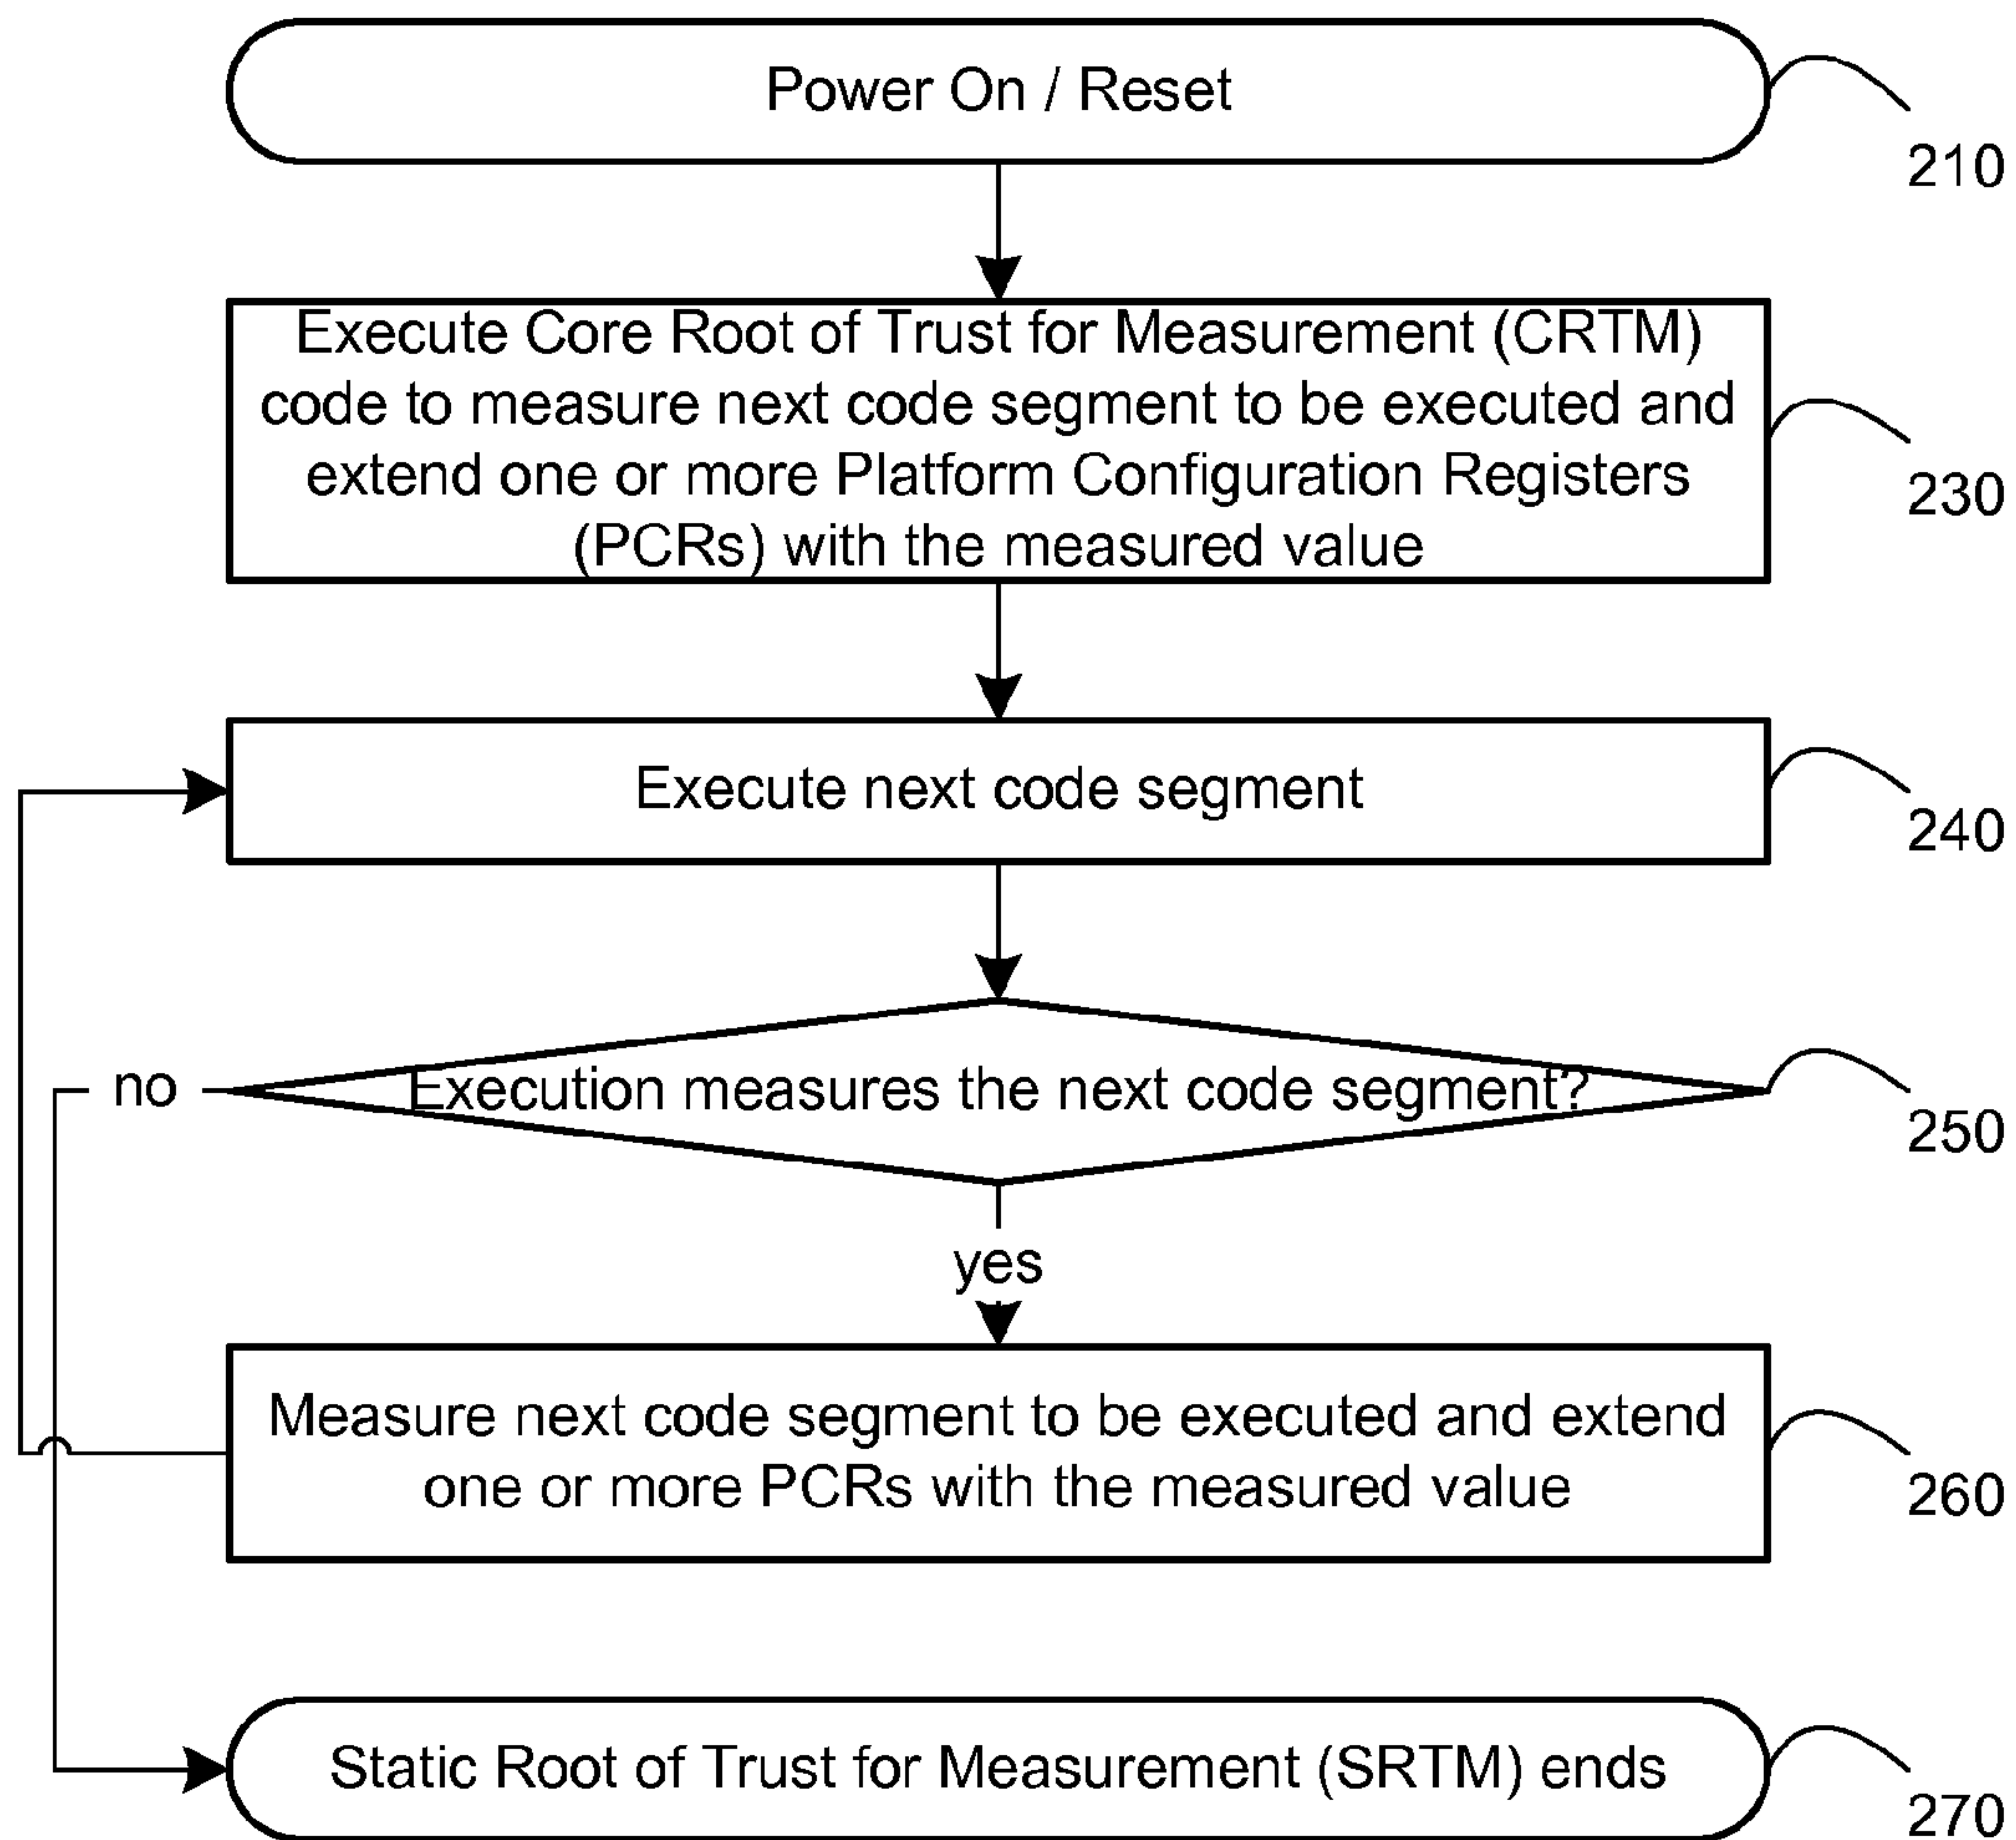 Power On / Reset
210
Execute Core Root of Trust for Measurement (CRTM)
code to measure next code segment to be executed and
extend one or more Platform Configuration Registers
(PCRs) with the measured value
230
Execute next code segment
240
Execution measures the next code segment?
no
250
yes
Measure next code segment to be executed and extend
one or more PCRs with the measured value
260
Static Root of Trust for Measurement (SRTM) ends
270